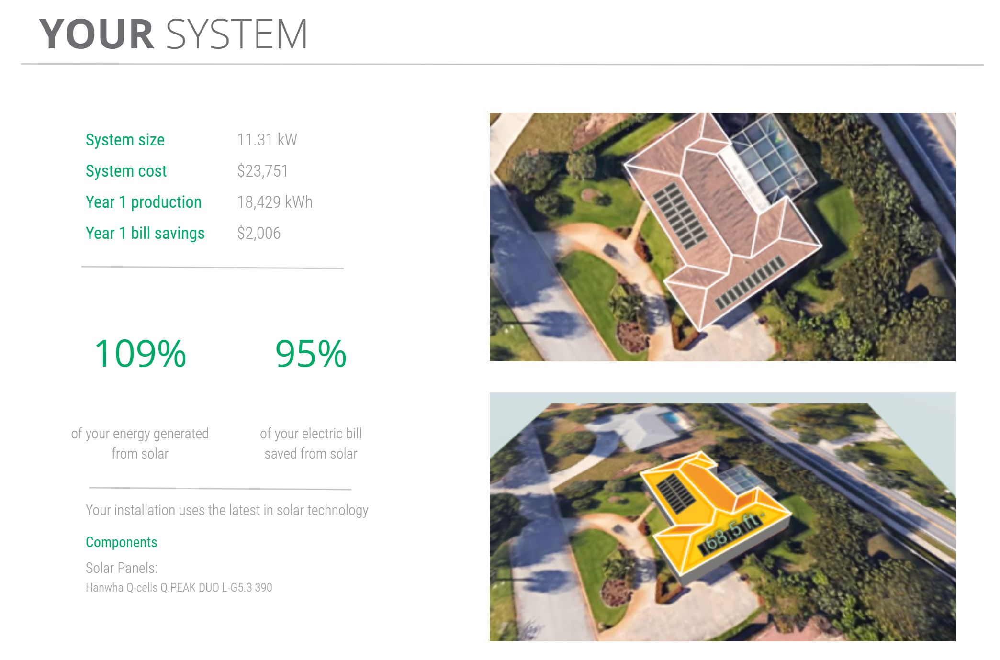 YOUR SYSTEM
System size 11.31 kW
System cost $23,751
Year 1 production 18,429 kWh
Year 1 bill savings $2,006
109% 95%
of your energy generated of your electric bill
from solar saved from solar
Your installation uses the latest in solar technology
Components
Solar Panels:
Hanwha Q-cells Q.PEAK DUO L-G5.3 390
68.5 ft